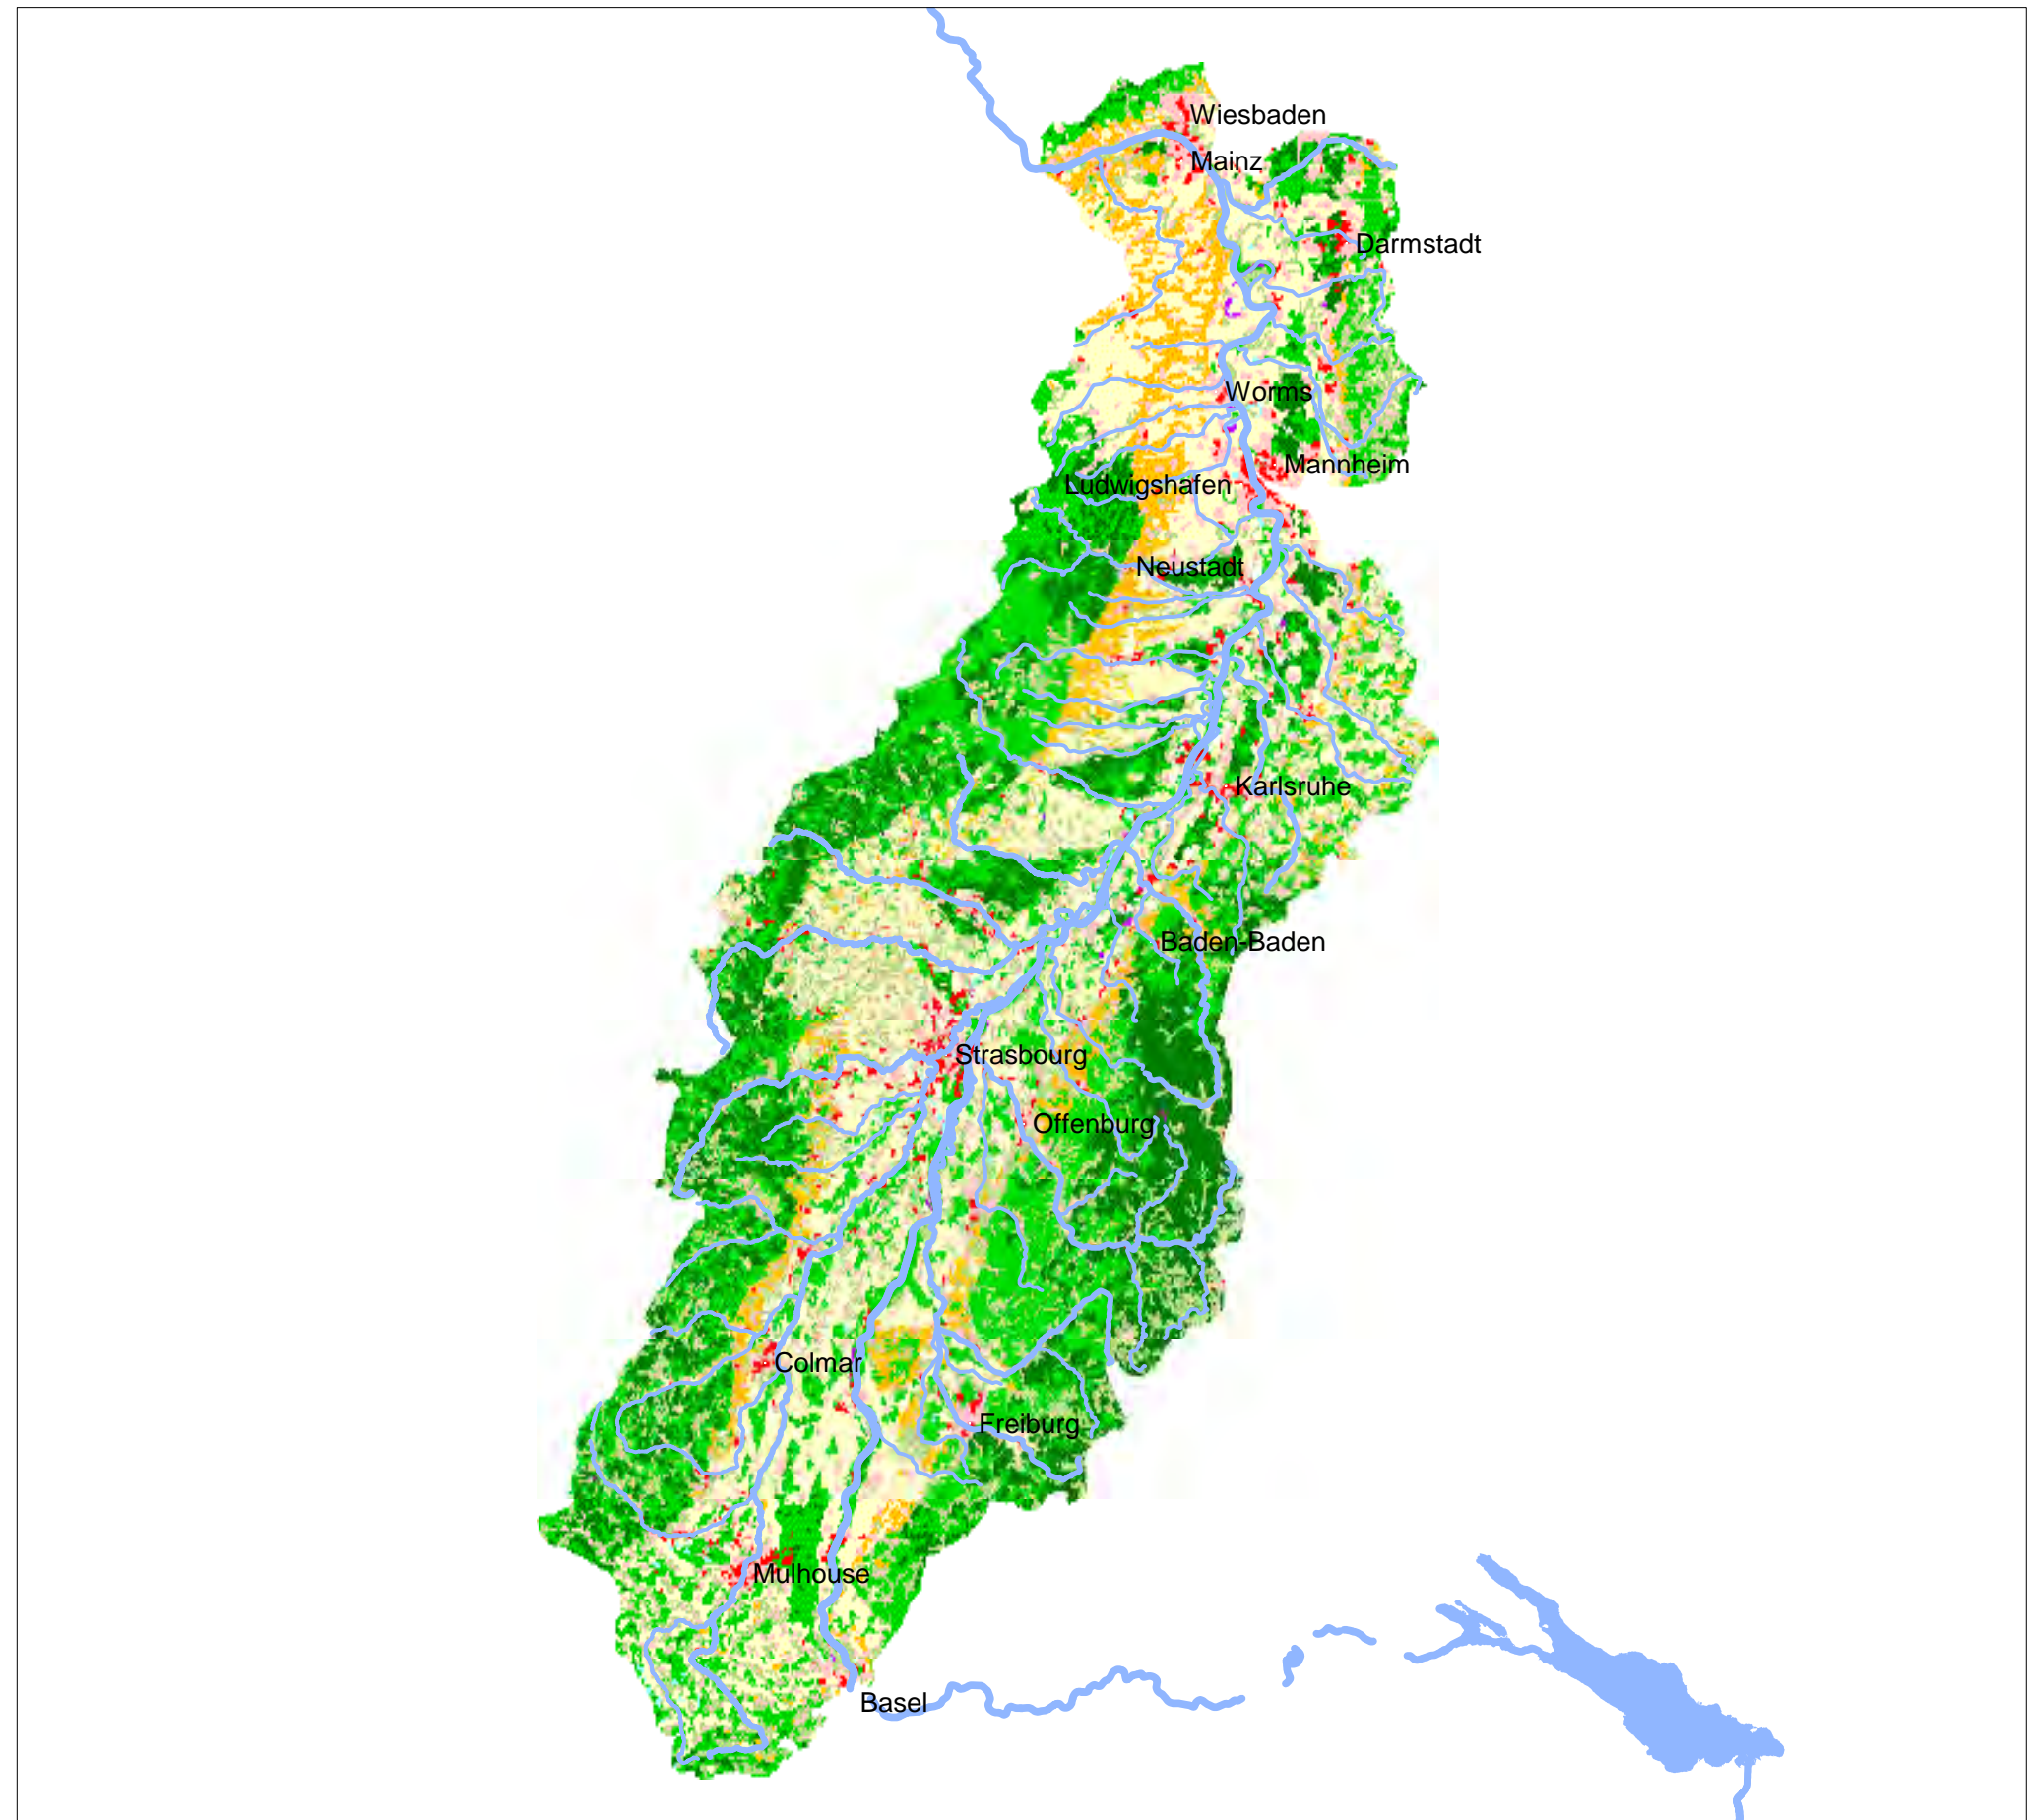 Wiesbaden
Mainz
Darmstadt
Worms
Mannheim
Ludwigshafen
Neustadt
Karlsruhe
Baden-Baden
Strasbourg
Offenburg
Colmar
Freiburg
Mulhouse
Basel